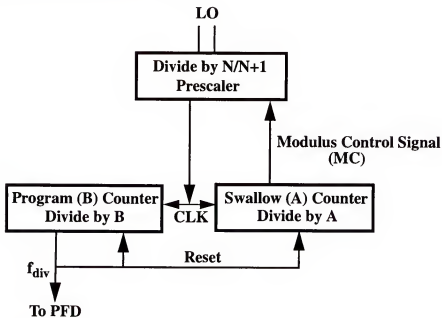 LO
Divide by N/N+1
Prescaler
Modulus Control Signal
(MC)
Program (B) Counter
Divide by B
CLK
Swallow (A) Counter
Divide by A
Reset
fdiv
To PFD